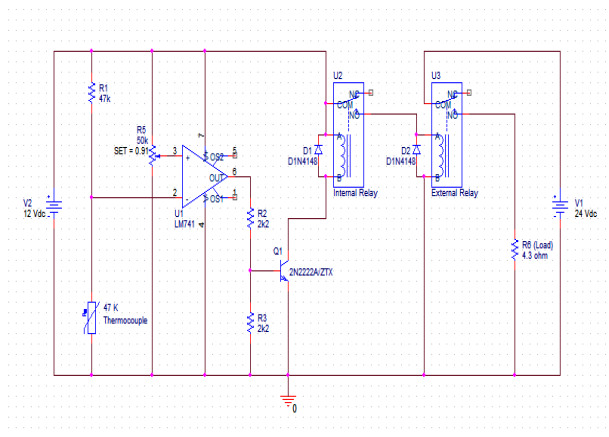 R1
47k
R5
50k
SET = 0.91
7
3
+
5
OS2
OUT
6
2
-
OS1
1
U1
LM741
4
V2
12 Vdc
47 K
Thermocouple
R2
2k2
R3
2k2
Q1
2N2222A/ZTX
D1
D1N4148
U2
NC
COM
NO
A
B
Internal Relay
D2
D1N4148
U3
NC
COM
NO
A
B
External Relay
V1
24 Vdc
R6 (Load)
4.3 ohm
0